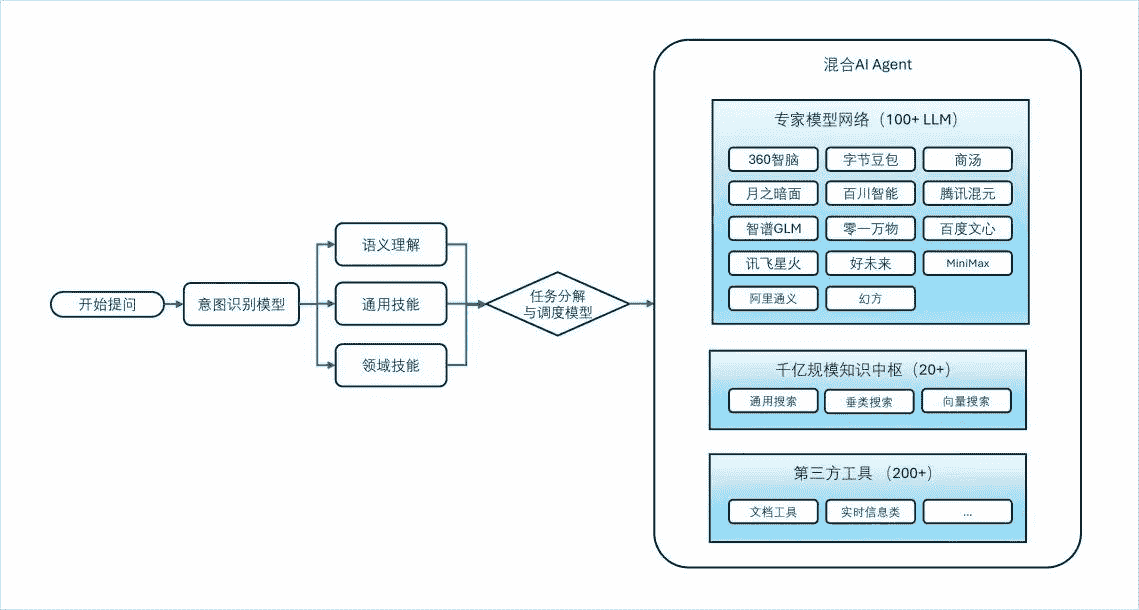 混合AI Agent
专家模型网络（100+ LLM）
360智脑
字节豆包
商汤
月之暗面
百川智能
腾讯混元
智谱GLM
零一万物
百度文心
讯飞星火
好未来
MiniMax
阿里通义
幻方
开始提问
意图识别模型
语义理解
通用技能
领域技能
任务分解
与调度模型
千亿规模知识中枢（20+）
通用搜索
垂类搜索
向量搜索
第三方工具 （200+）
文档工具
实时信息类
...